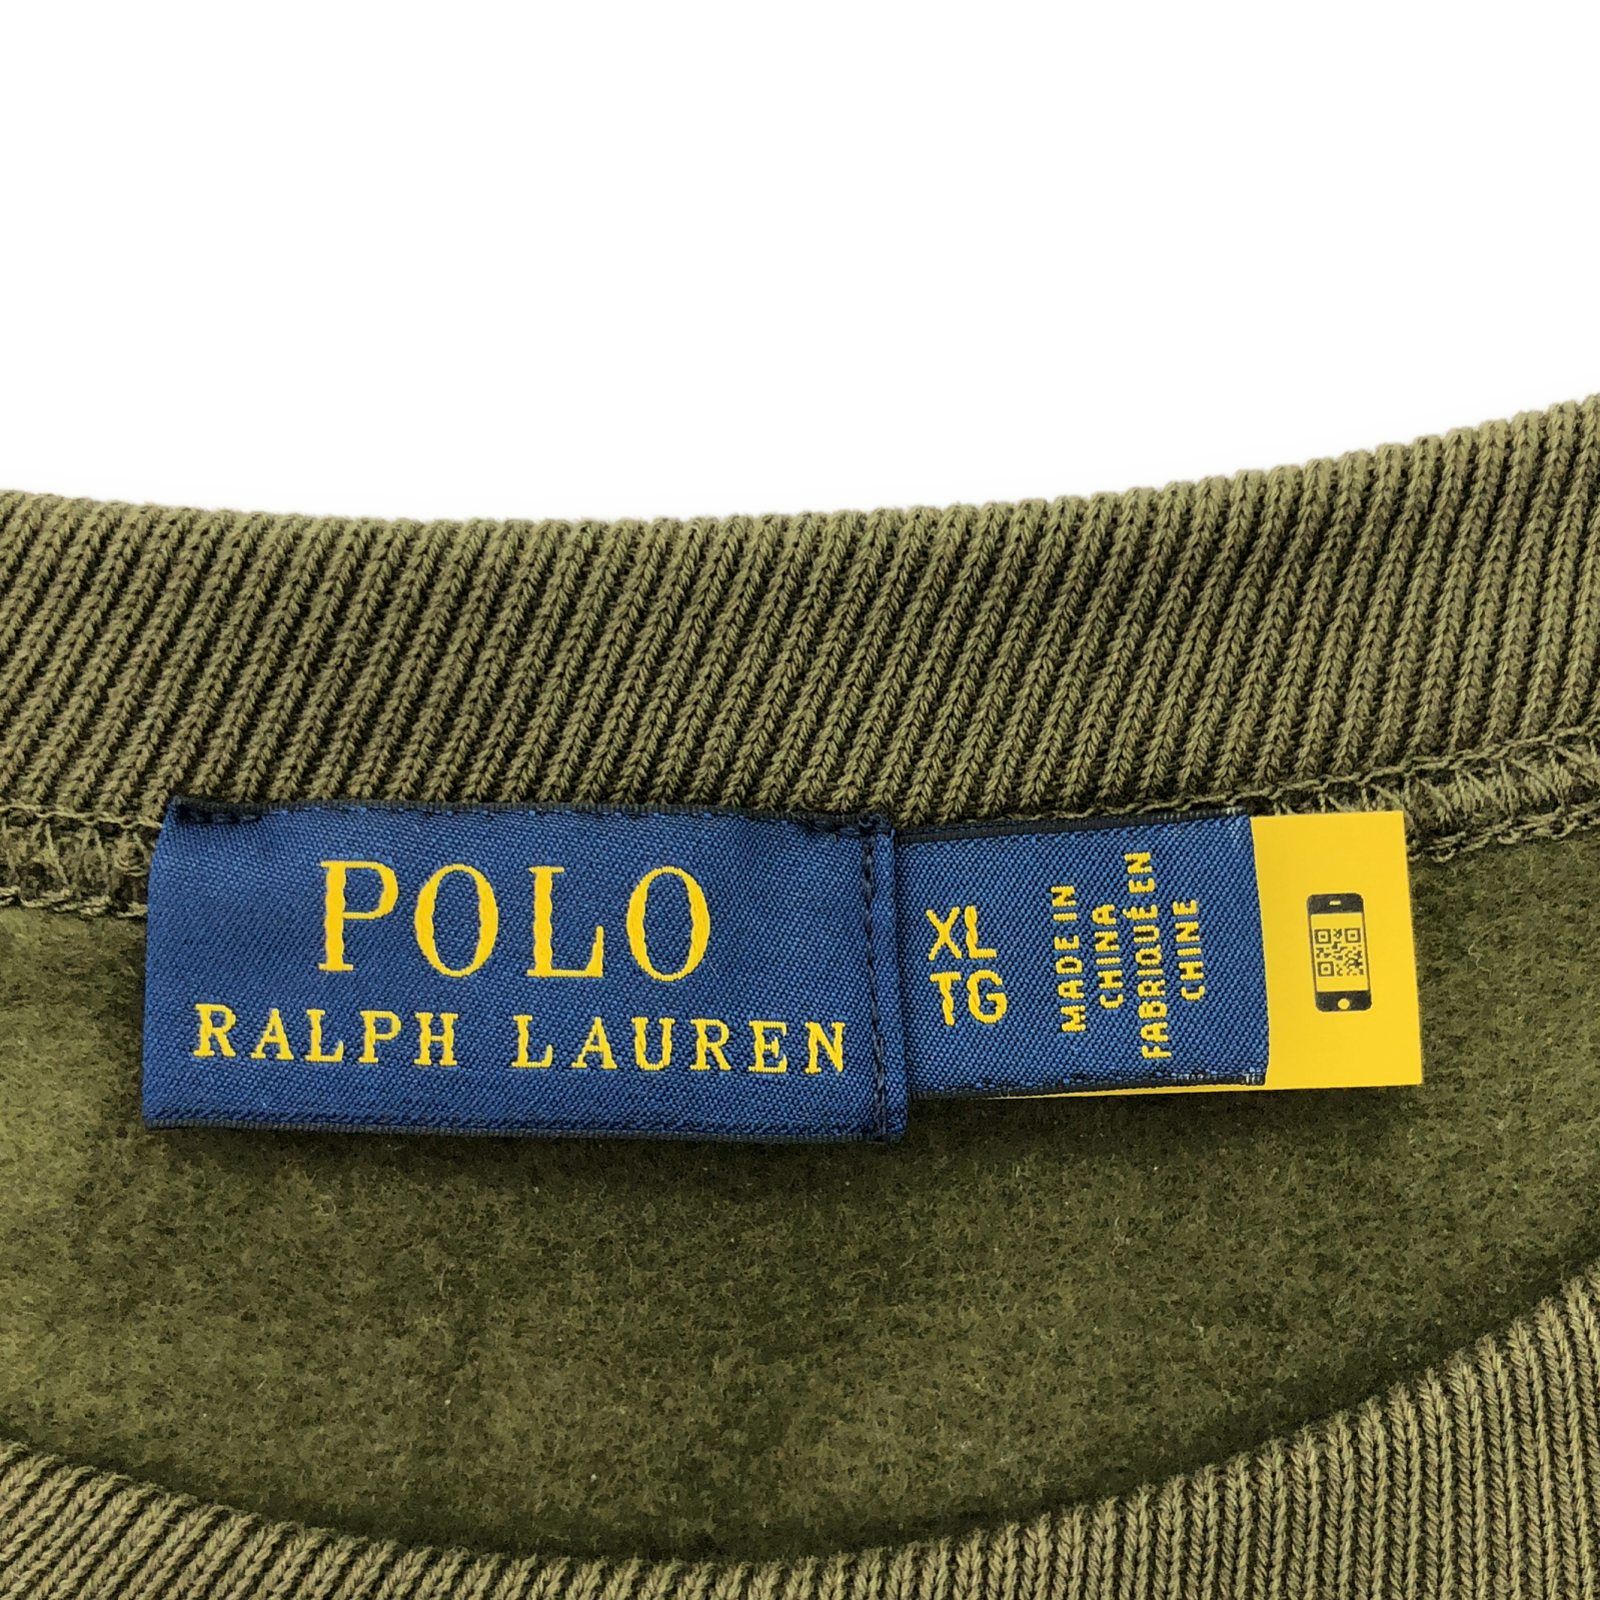 POLO
RALPH LAUREN
XL
TG
MADE IN
CHINA
FABRIQUÉ EN
CHINE